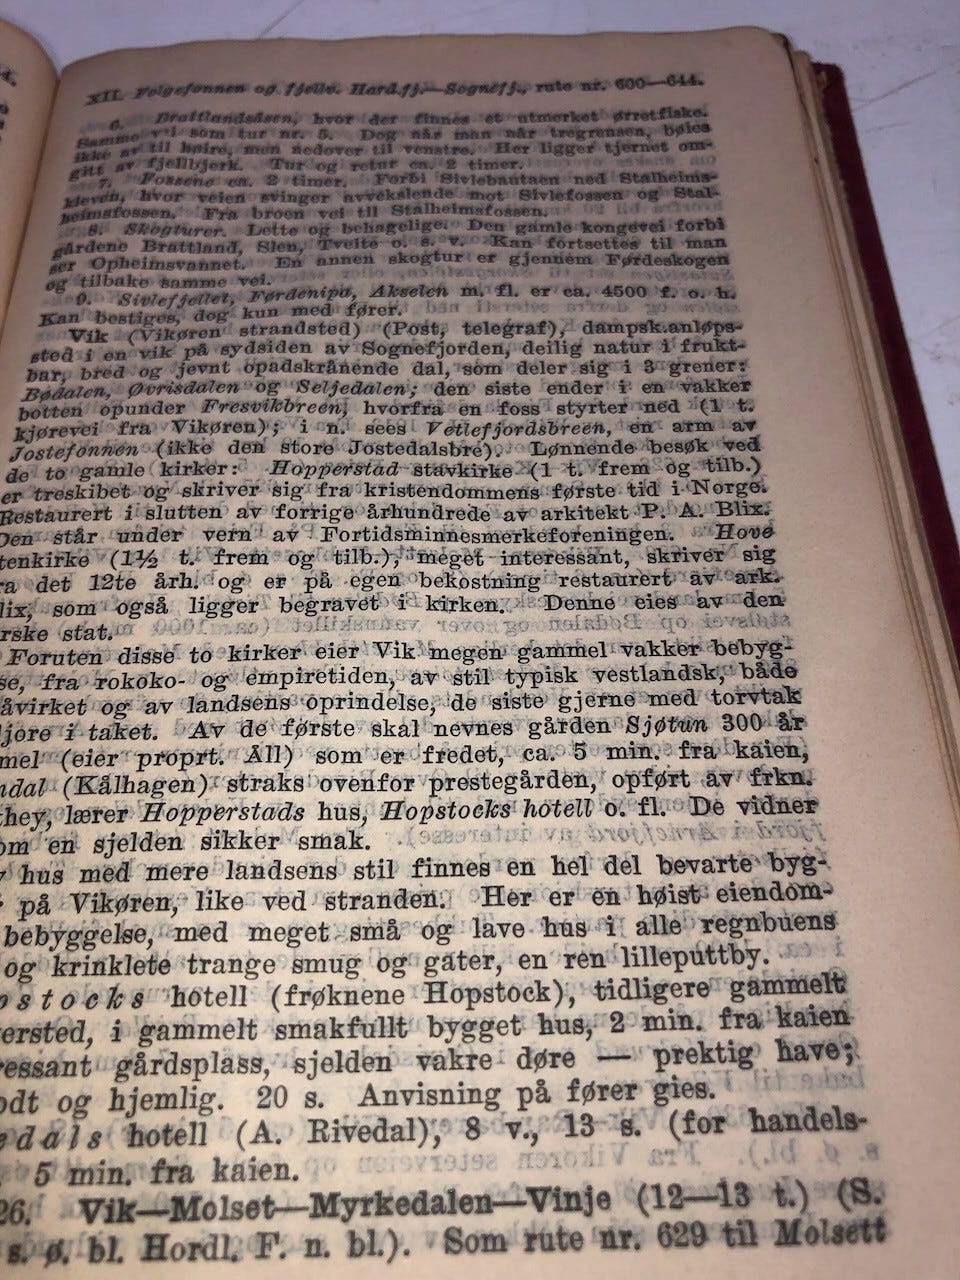 XII. Folgefonnen og fjellv. Hard.fj.—Sognefj., rute nr. 600—644.
6. Brattlandsåsen, hvor der finnes et utmerket ørretfiske.
Samme vei som tur nr. 5. Dog når man når tregrensen, bøies
ikke av til høire, men nedover til venstre. Her ligger tjernet om-
gitt av fjellbjerk. Tur og retur ca. 2 timer.
7. Fossene ca. 2 timer. Forbi Sivlebautaen ned Stalheims-
kleven, hvor veien svinger avvekslende mot Sivlefossen og Stal-
heimsfossen. Fra broen vei til Stalheimsfossen.
8. Skogturer. Lette og behagelige. Den gamle kongevei forbi
gårdene Brattland, Slen, Tveite o. s. v. Kan fortsettes til man
ser Opheimsvannet. En annen skogtur er gjennem Førdeskogen
og tilbake samme vei.
9. Sivlefjellet, Førdenipa, Akselen m. fl. er ca. 4500 f. o. h.
Kan bestiges, dog kun med fører.
Vik (Vikøren strandsted) (Post, telegraf), dampsk.anløps-
sted i en vik på sydsiden av Sognefjorden, deilig natur i frukt-
bar, bred og jevnt opadskrånende dal, som deler sig i 3 grener:
Bødalen, Øvrisdalen og Seljedalen; den siste ender i en vakker
botten opunder Fresvikbreen, hvorfra en foss styrter ned (1 t.
kjørevei fra Vikøren); i n. sees Vetlefjordsbreen, en arm av
Jostefonnen (ikke den store Jostedalsbre). Lønnende besøk ved
de to gamle kirker: Hopperstad stavkirke (1 t. frem og tilb.)
er treskibet og skriver sig fra kristendommens første tid i Norge.
Restaurert i slutten av forrige århundrede av arkitekt P. A. Blix.
Den står under vern av Fortidsminnesmerkeforeningen. Hove
tenkirke (1½ t. frem og tilb.), meget interessant, skriver sig
ra det 12te årh. og er på egen bekostning restaurert av ark.
lix, som også ligger begravet i kirken. Denne eies av den
rske stat.
Foruten disse to kirker eier Vik megen gammel vakker bebyg-
se, fra rokoko- og empiretiden, av stil typisk vestlandsk, både
åvirket og av landsens oprindelse, de siste gjerne med torvtak
ljore i taket. Av de første skal nevnes gården Sjøtun 300 år
mel (eier proprt. All) som er fredet, ca. 5 min. fra kaien,
ndal (Kålhagen) straks ovenfor prestegården, opført av frkn.
they, lærer Hopperstads hus, Hopstocks hotell o. fl. De vidner
om en sjelden sikker smak.
v hus med mere landsens stil finnes en hel del bevarte byg-
r på Vikøren, like ved stranden. Her er en høist eiendom-
bebyggelse, med meget små og lave hus i alle regnbuens
og krinklete trange smug og gater, en ren lilleputtby.
ostocks hotell (frøknene Hopstock), tidligere gammelt
ersted, i gammelt smakfullt bygget hus, 2 min. fra kaien
ressant gårdsplass, sjelden vakre døre — prektig have;
odt og hjemlig. 20 s. Anvisning på fører gies.
edals hotell (A. Rivedal), 8 v., 13 s. (for handels-
, 5 min. fra kaien.
26. Vik—Molset—Myrkedalen—Vinje (12—13 t.) (S.
s. ø. bl. Hordl. F. n. bl.). Som rute nr. 629 til Molsett